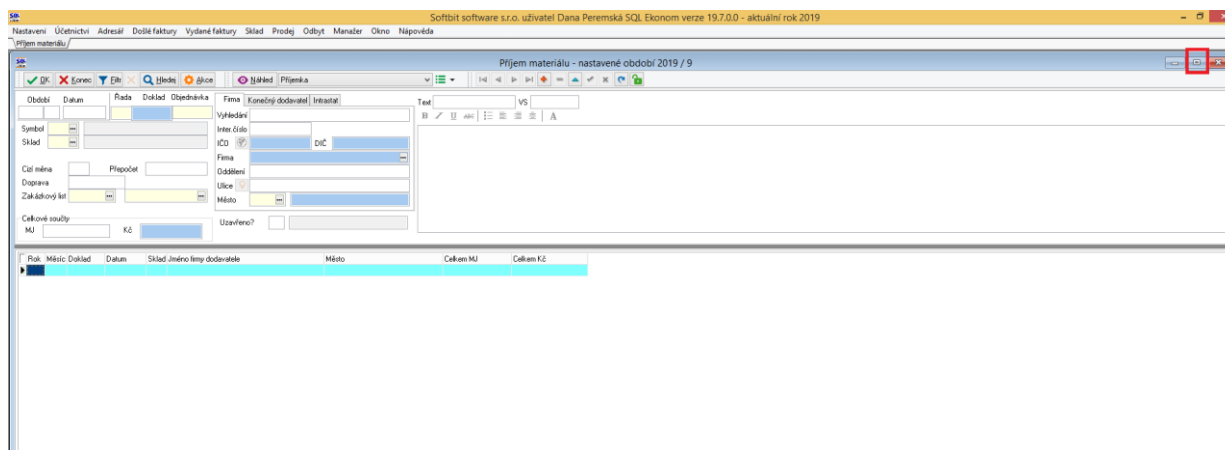 Softbit software s.r.o. uživatel Dana Peremská SQL Ekonom verze 19.7.0.0 - aktuální rok 2019
Nastavení Účetnictví Adresář Došlé faktury Vydané faktury Sklad Prodej Odbyt Manažer Okno Nápověda
Příjem materiálu
Příjem materiálu - nastavené období 2019 / 9
OK Konec Filtr Hledej Akce Náhled Příjemka
Období Datum Řada Doklad Objednávka Firma Konečný dodavatel Intrastat Text VS
Vyhledání B I U abc A
Symbol Inter.číslo
Sklad IČO DIČ
Firma
Cizí měna Přepočet Oddělení
Doprava Ulice
Zakázkový list Město
Celkové součty Uzavřeno?
MJ Kč
Rok Měsíc Doklad Datum Sklad Jméno firmy dodavatele Město Celkem MJ Celkem Kč